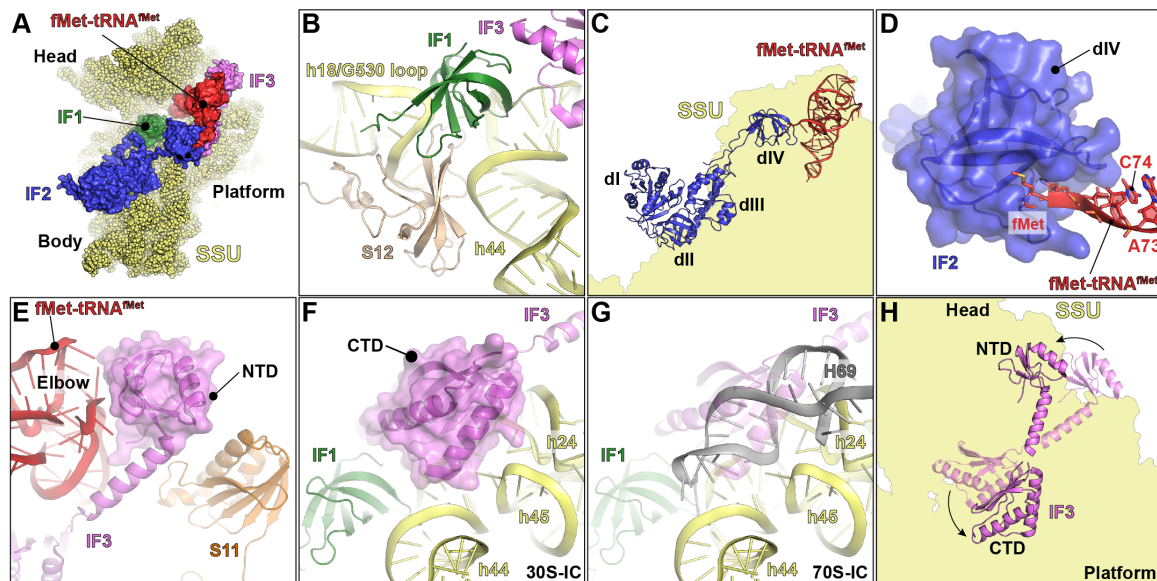 A
fMet-tRNAfMet
Head
IF3
IF1
IF2
Platform
Body
SSU
B
IF1
IF3
h18/G530 loop
S12
h44
C
fMet-tRNAfMet
SSU
dIV
dI
dIII
dII
D
dIV
C74
fMet
A73
IF2
fMet-tRNAfMet
E
fMet-tRNAfMet
Elbow
NTD
IF3
S11
F
IF3
CTD
IF1
h24
h45
h44
30S-IC
G
IF3
H69
IF1
h24
h45
h44
70S-IC
H
Head
SSU
NTD
IF3
CTD
Platform